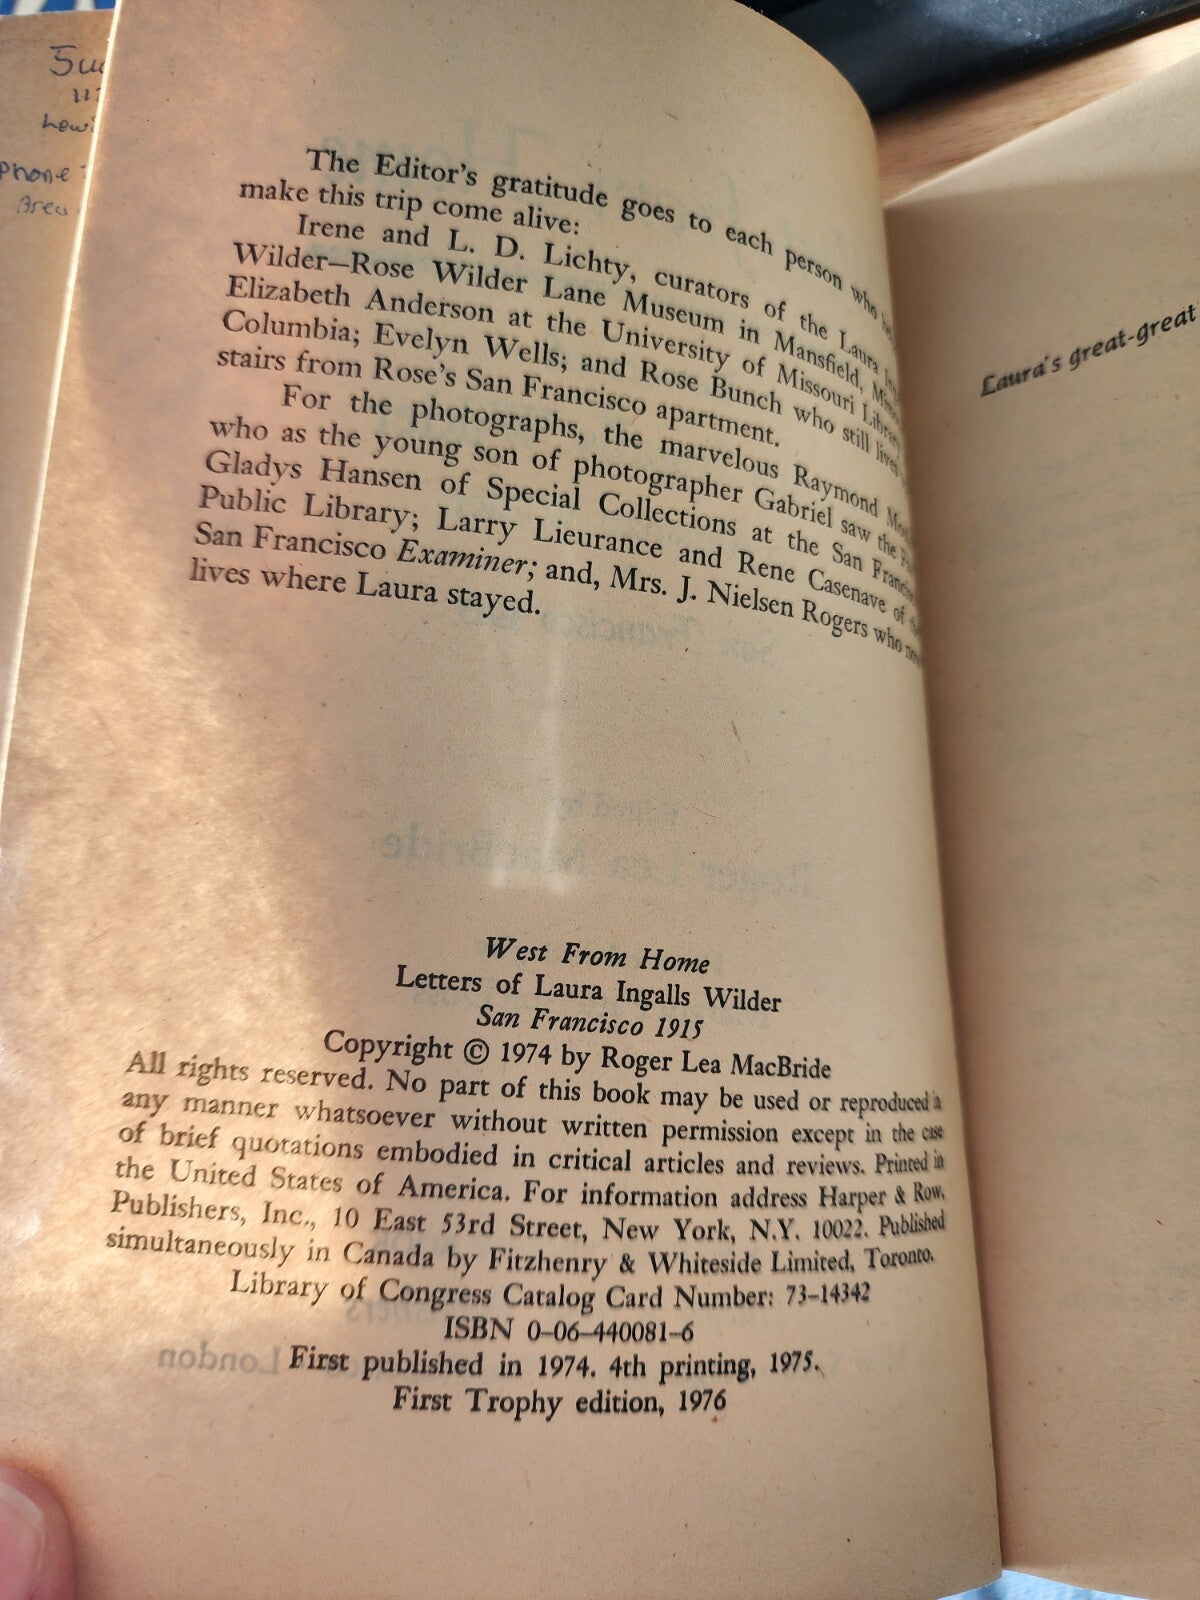 The Editor's gratitude goes to each person who
make this trip come alive:
Irene and L. D. Lichty, curators of the Laura
Wilder–Rose Wilder Lane Museum in Mansfield,
Elizabeth Anderson at the University of Missouri Library
Columbia; Evelyn Wells; and Rose Bunch who still lives
stairs from Rose's San Francisco apartment.
For the photographs, the marvelous Raymond
who as the young son of photographer Gabriel saw the
Gladys Hansen of Special Collections at the San
Public Library; Larry Lieurance and Rene Casenave of
San Francisco Examiner; and, Mrs. J. Nielsen Rogers who now
lives where Laura stayed.
West From Home
Letters of Laura Ingalls Wilder
San Francisco 1915
Copyright © 1974 by Roger Lea MacBride
All rights reserved. No part of this book may be used or reproduced in
any manner whatsoever without written permission except in the case
of brief quotations embodied in critical articles and reviews. Printed in
the United States of America. For information address Harper & Row,
Publishers, Inc., 10 East 53rd Street, New York, N.Y. 10022. Published
simultaneously in Canada by Fitzhenry & Whiteside Limited, Toronto.
Library of Congress Catalog Card Number: 73–14342
ISBN 0–06–440081–6
First published in 1974. 4th printing, 1975.
First Trophy edition, 1976
Laura's great-great
phone
Area